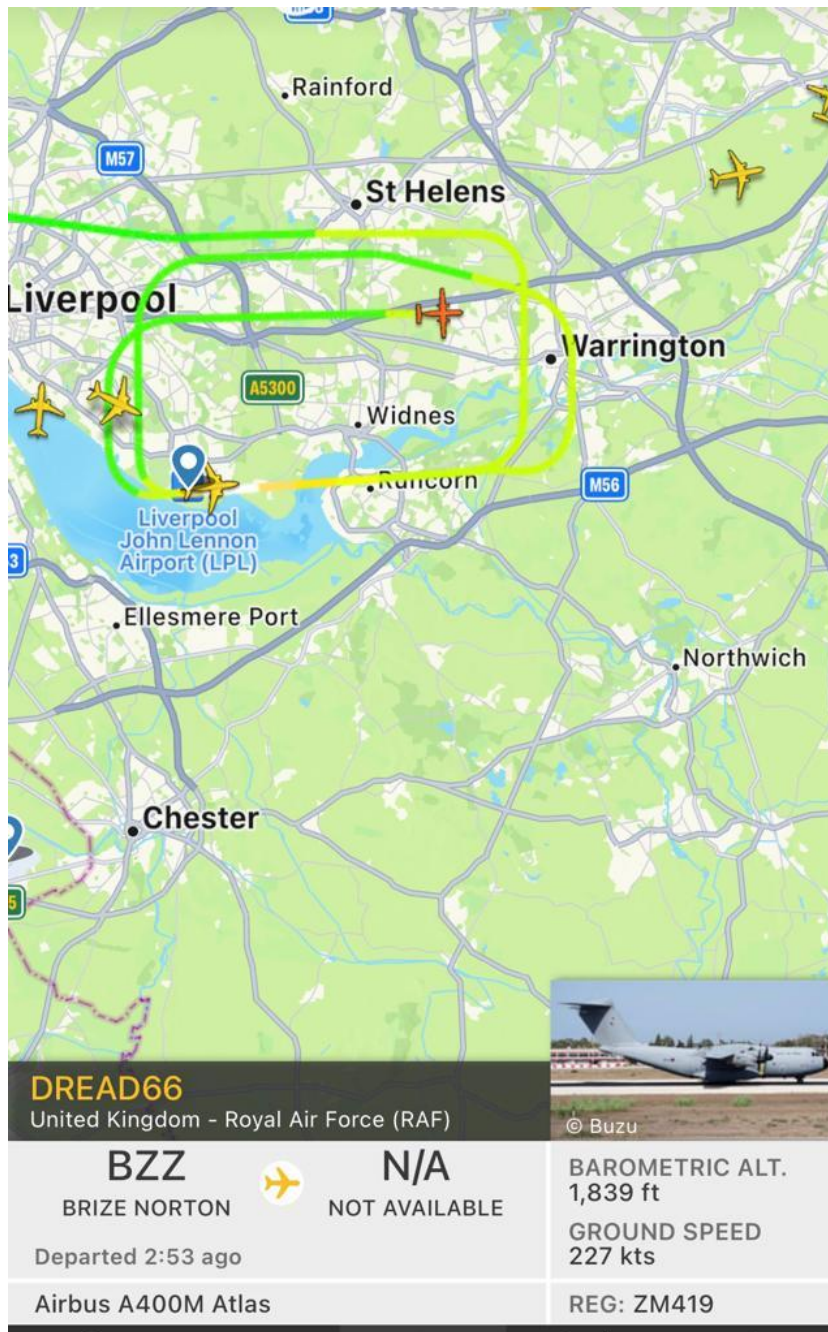 Rainford
M57
St Helens
Liverpool
Warrington
A5300
Widnes
Runcorn
M56
Liverpool
John Lennon
Airport (LPL)
3
Ellesmere Port
Northwich
Chester
5
DREAD66
United Kingdom - Royal Air Force (RAF)
© Buzu
BZZ
BRIZE NORTON
N/A
NOT AVAILABLE
Departed 2:53 ago
BAROMETRIC ALT.
1,839 ft
GROUND SPEED
227 kts
Airbus A400M Atlas
REG: ZM419